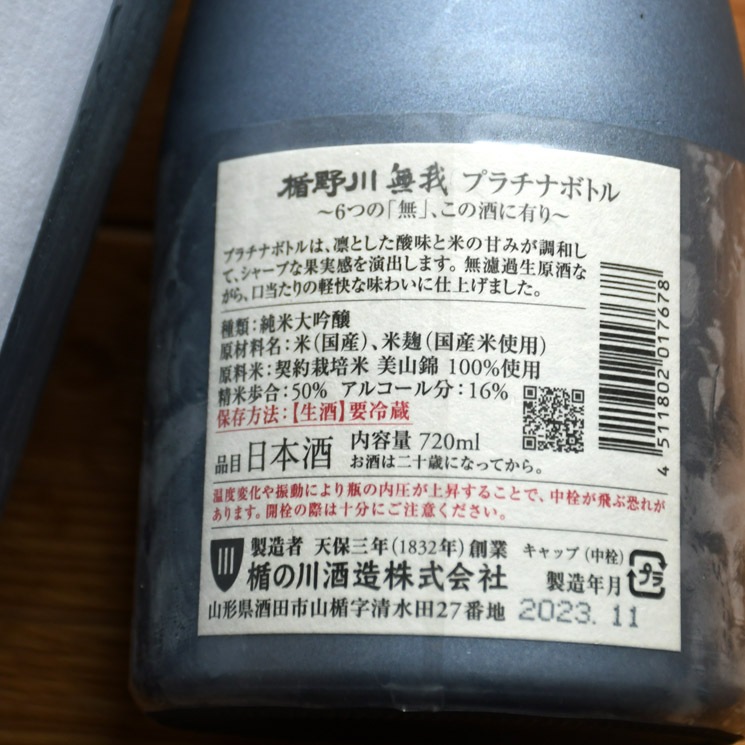 楯野川 無我 プラチナボトル
～6つの「無」、この酒に有り～
プラチナボトルは、凛とした酸味と米の甘みが調和し
て、シャープな果実感を演出します。無濾過生原酒な
がら、口当たりの軽快な味わいに仕上げました。
種類：純米大吟醸
原材料名：米（国産）、米麹（国産米使用）
原料米：契約栽培米 美山錦 100%使用
精米歩合：50% アルコール分：16%
保存方法：【生酒】要冷蔵
品目 日本酒 内容量 720ml
お酒は二十歳になってから。
4 511802 017678
温度変化や振動により瓶の内圧が上昇することで、中栓が飛ぶ恐れが
あります。開栓の際は十分にご注意ください。
製造者 天保三年（1832年）創業
楯の川酒造株式会社
山形県酒田市山楯字清水田27番地
キャップ（中栓）
プラ
製造年月
2023. 11